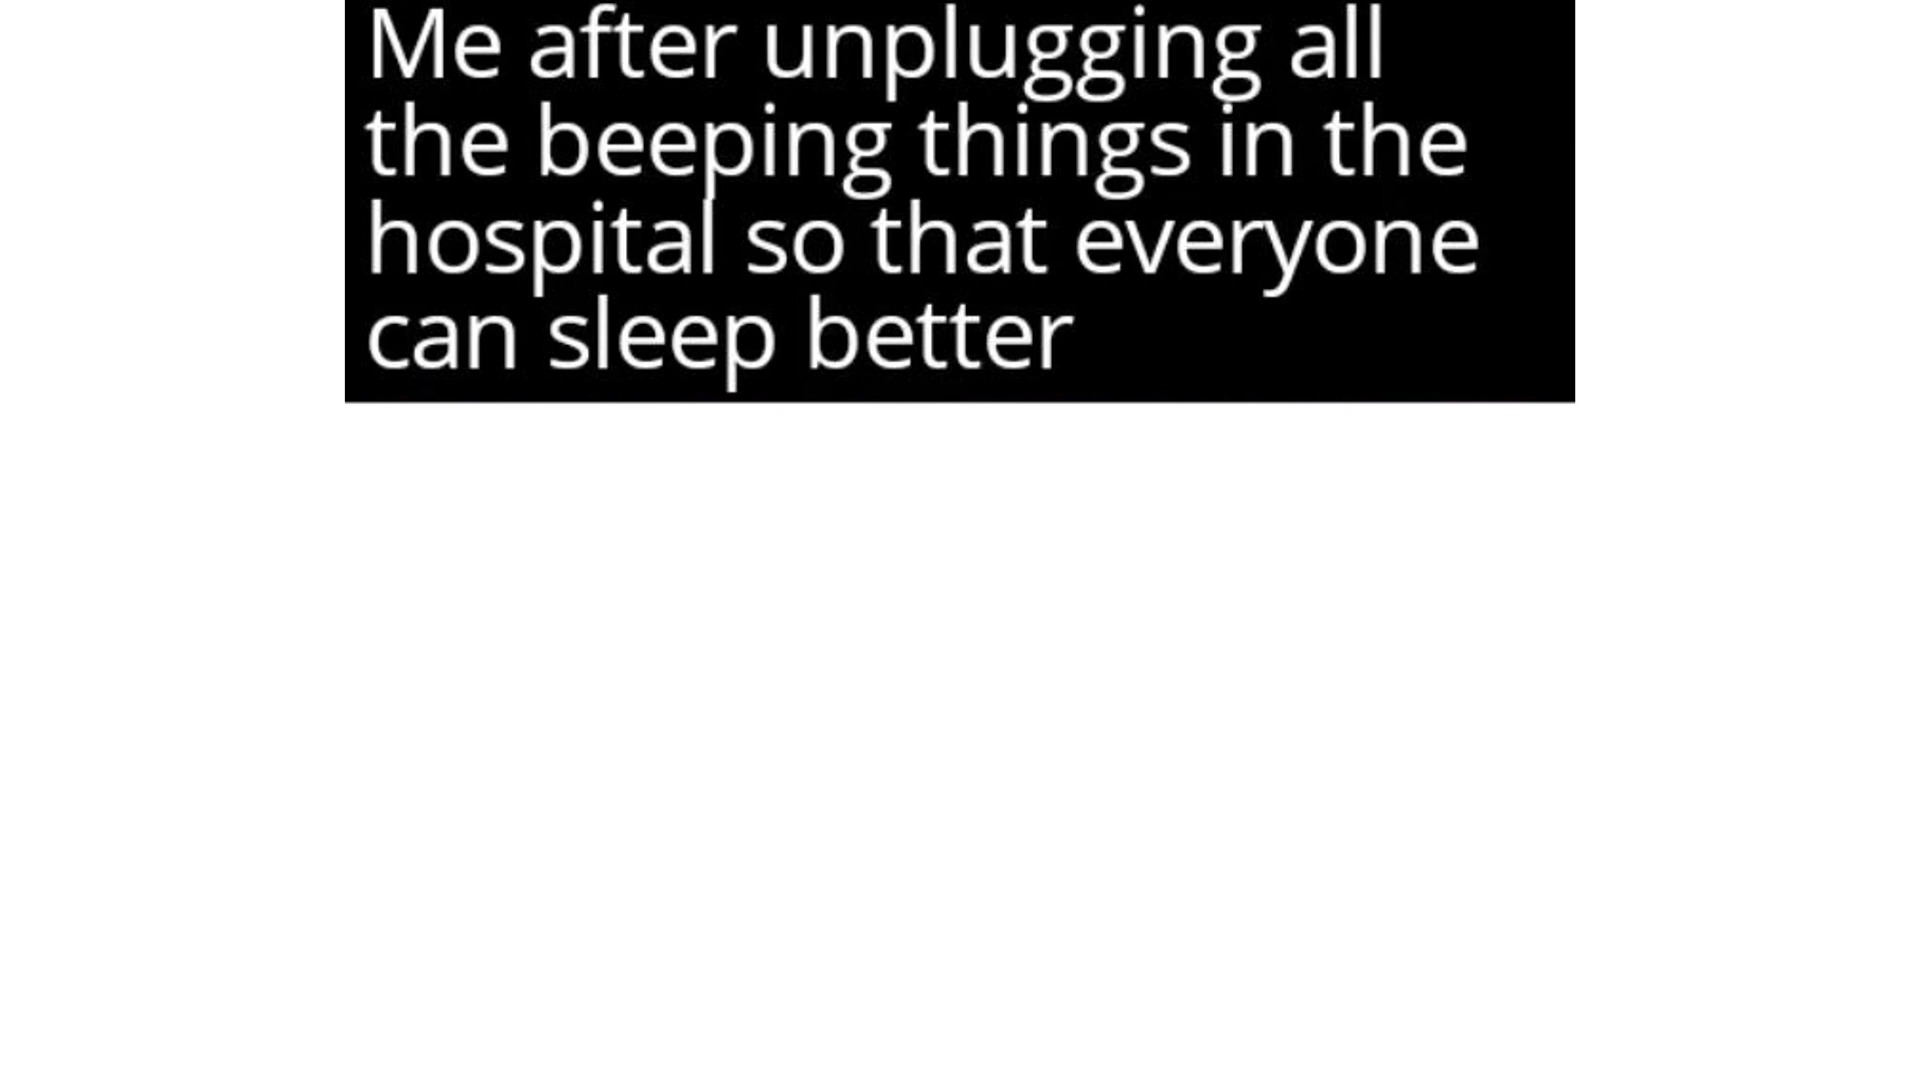 Me after unplugging all
the beeping things in the
hospital so that everyone
can sleep better